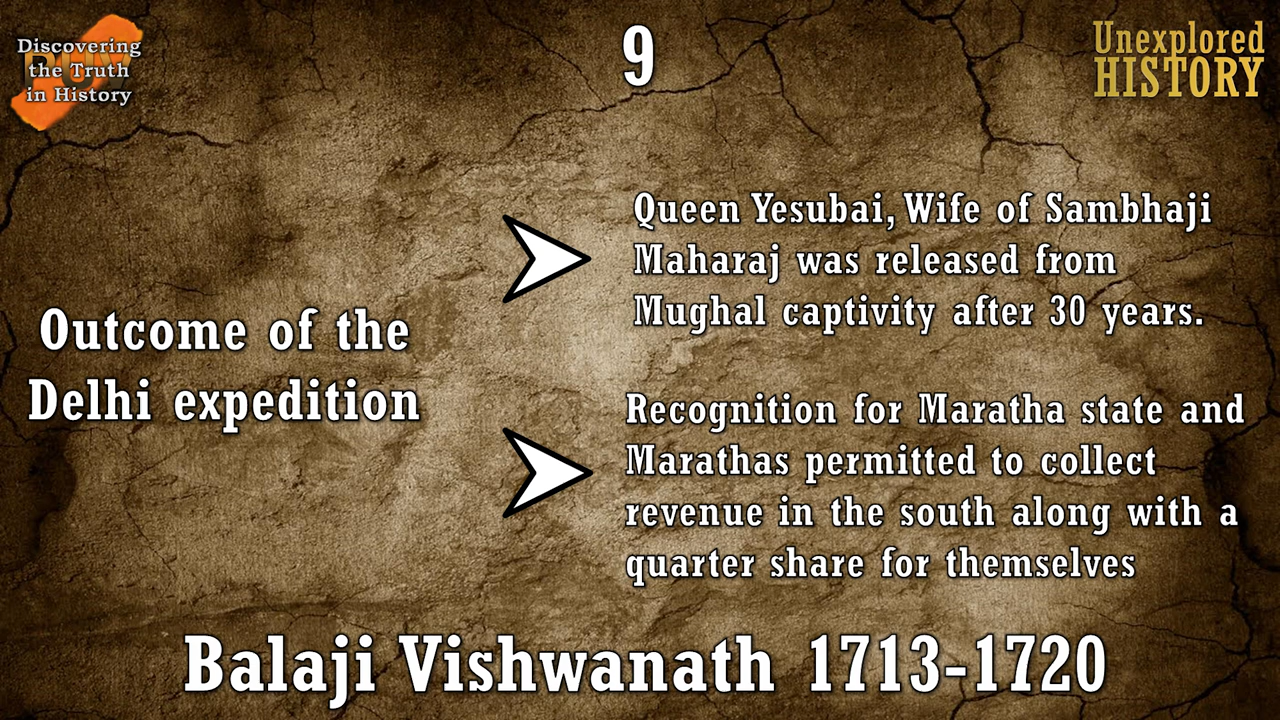 Discovering
the Truth
in History
9
Unexplored
HISTORY
Outcome of the
Delhi expedition
Queen Yesubai, Wife of Sambhaji
Maharaj was released from
Mughal captivity after 30 years.
Recognition for Maratha state and
Marathas permitted to collect
revenue in the south along with a
quarter share for themselves
Balaji Vishwanath 1713-1720